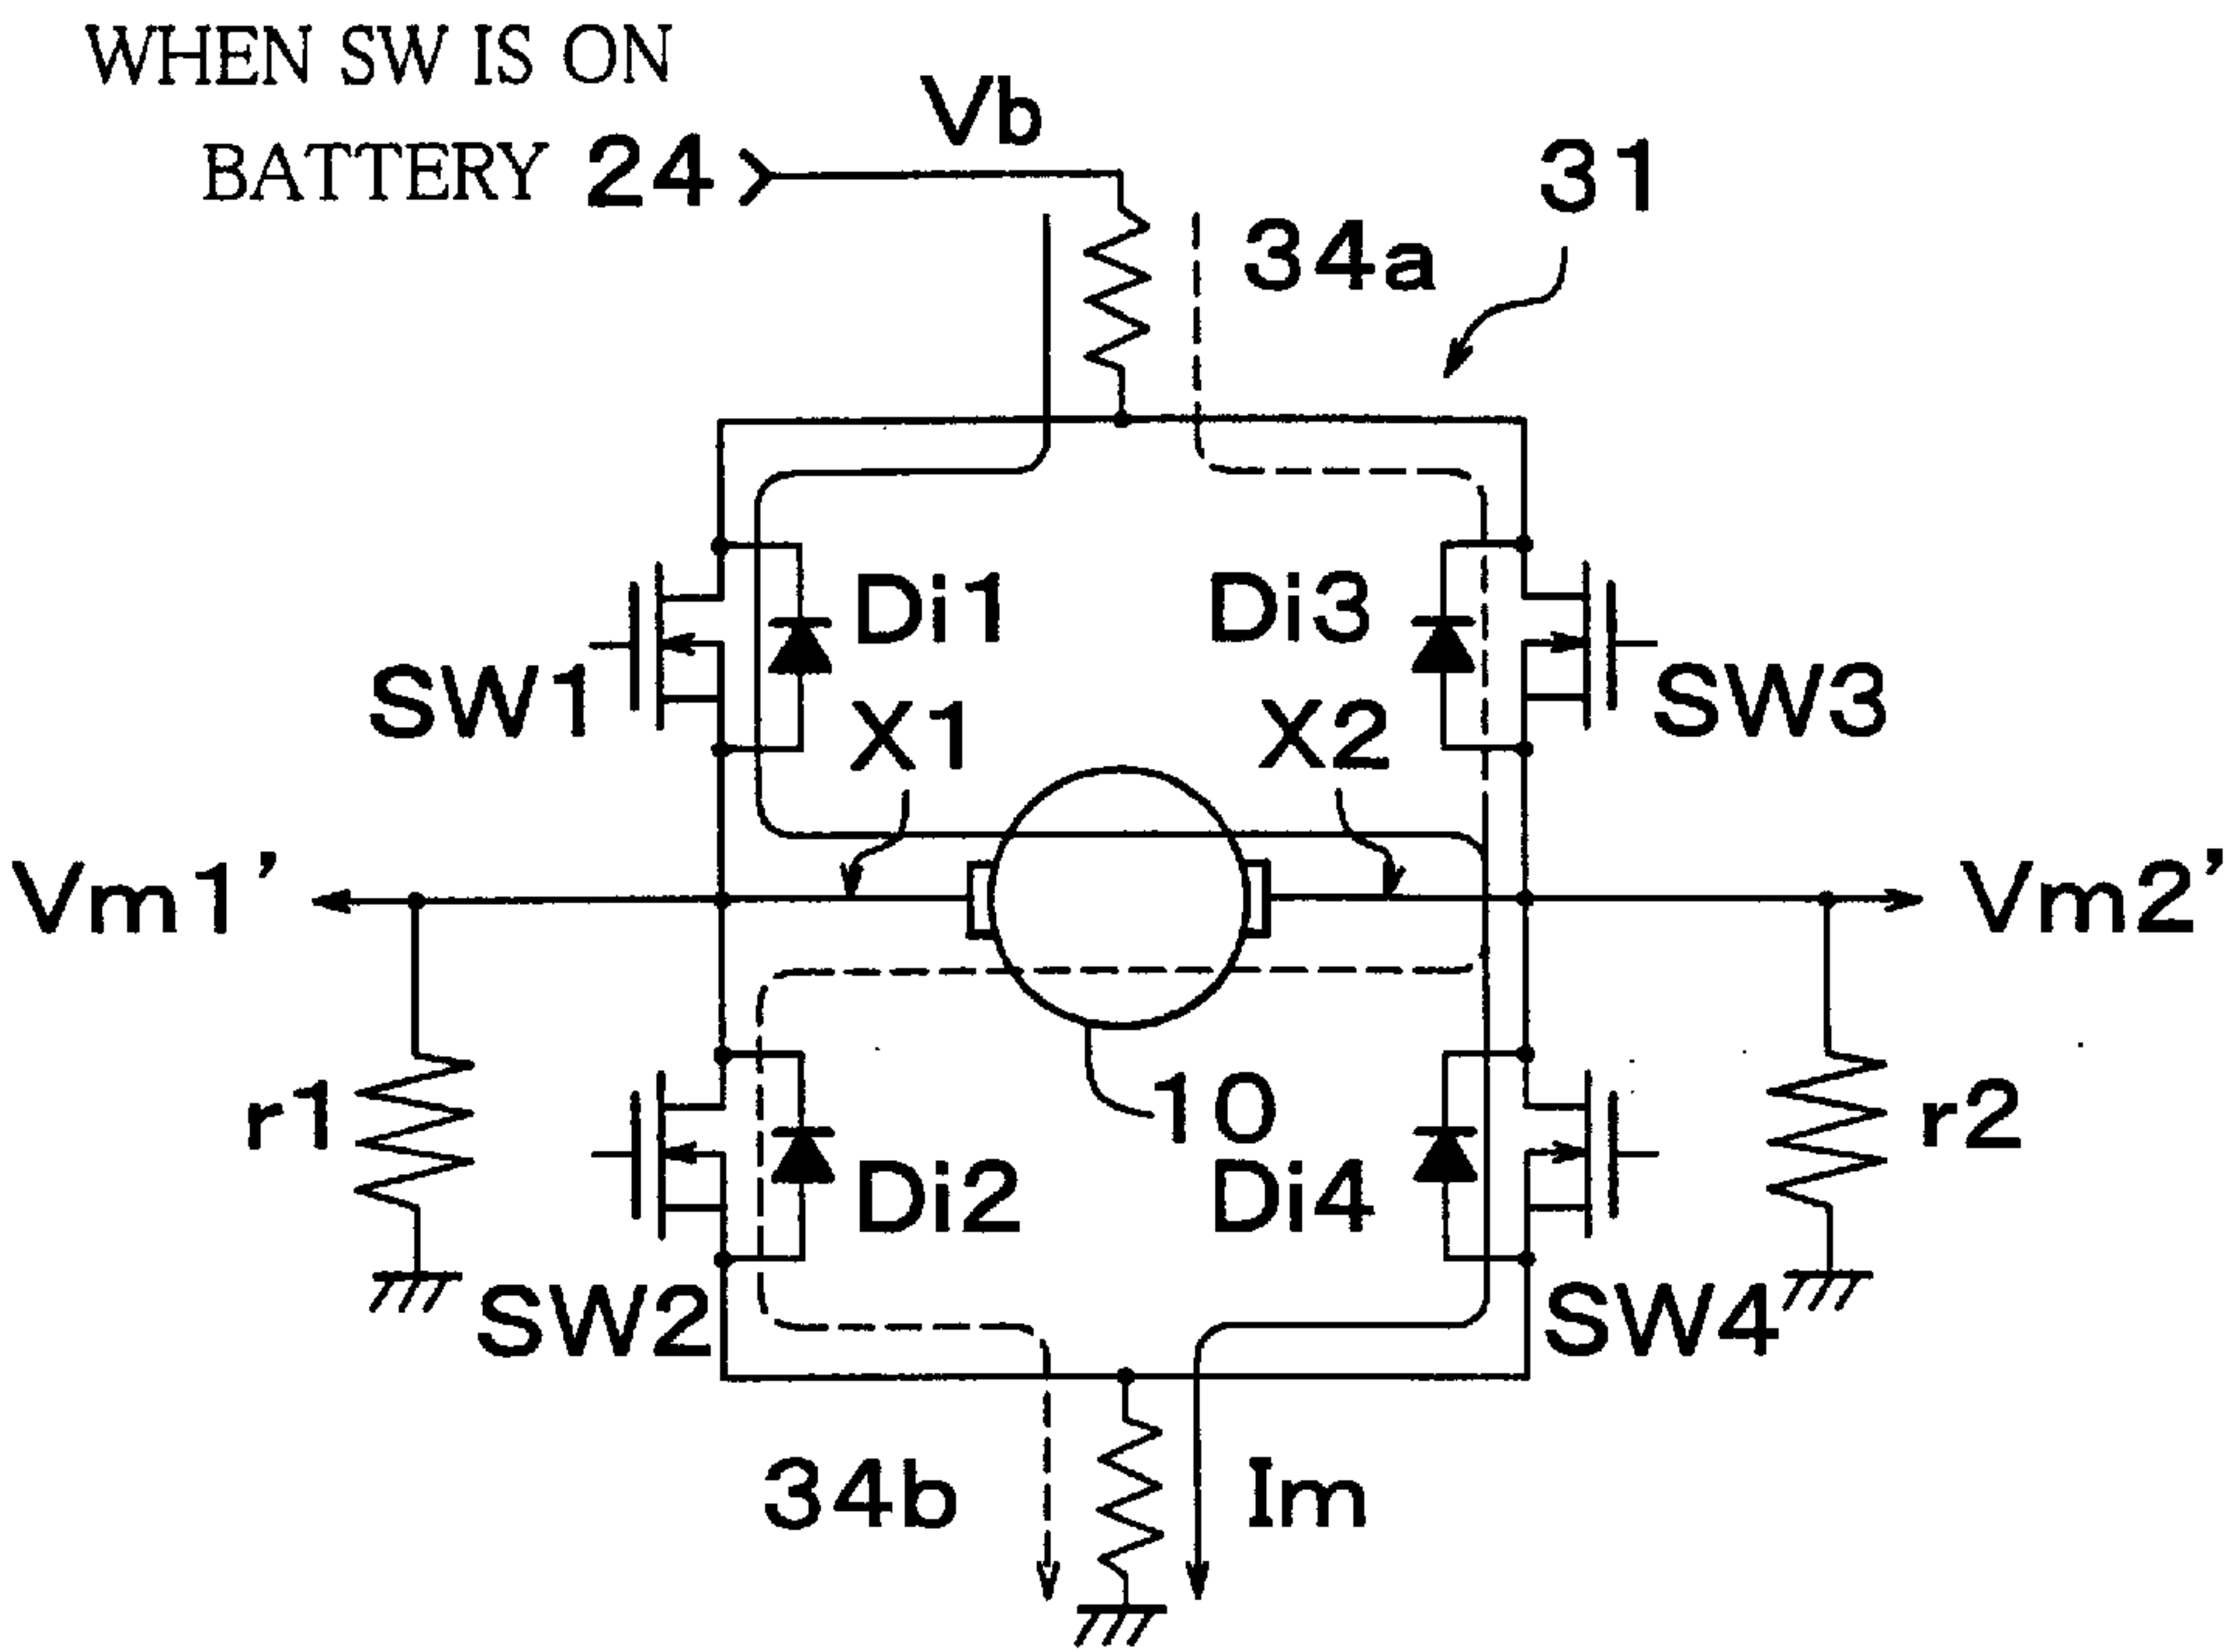 WHEN SW IS ON
Vb
BATTERY 24
31
34a
Di1
Di3
SW1
SW3
X1
X2
Vm1'
Vm2'
r1
10
r2
Di2
Di4
SW2
SW4
34b
Im